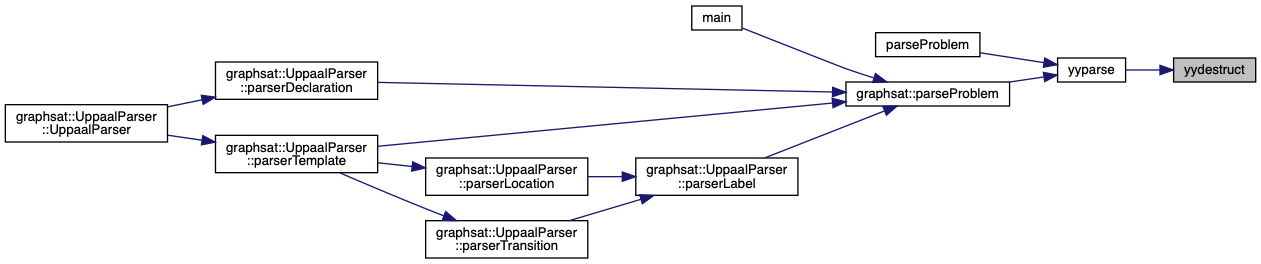 main
parseProblem
yyparse
yydestruct
graphsat::UppaalParser
::parserDeclaration
graphsat::parseProblem
graphsat::UppaalParser
::UppaalParser
graphsat::UppaalParser
::parserTemplate
graphsat::UppaalParser
::parserLocation
graphsat::UppaalParser
::parserLabel
graphsat::UppaalParser
::parserTransition